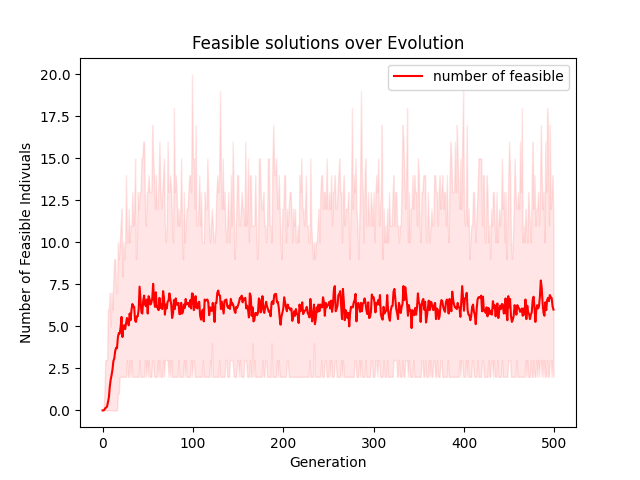 Feasible solutions over Evolution
number of feasible
Number of Feasible Indivuals
20.0
17.5
15.0
12.5
10.0
7.5
5.0
2.5
0.0
0 100 200 300 400 500
Generation